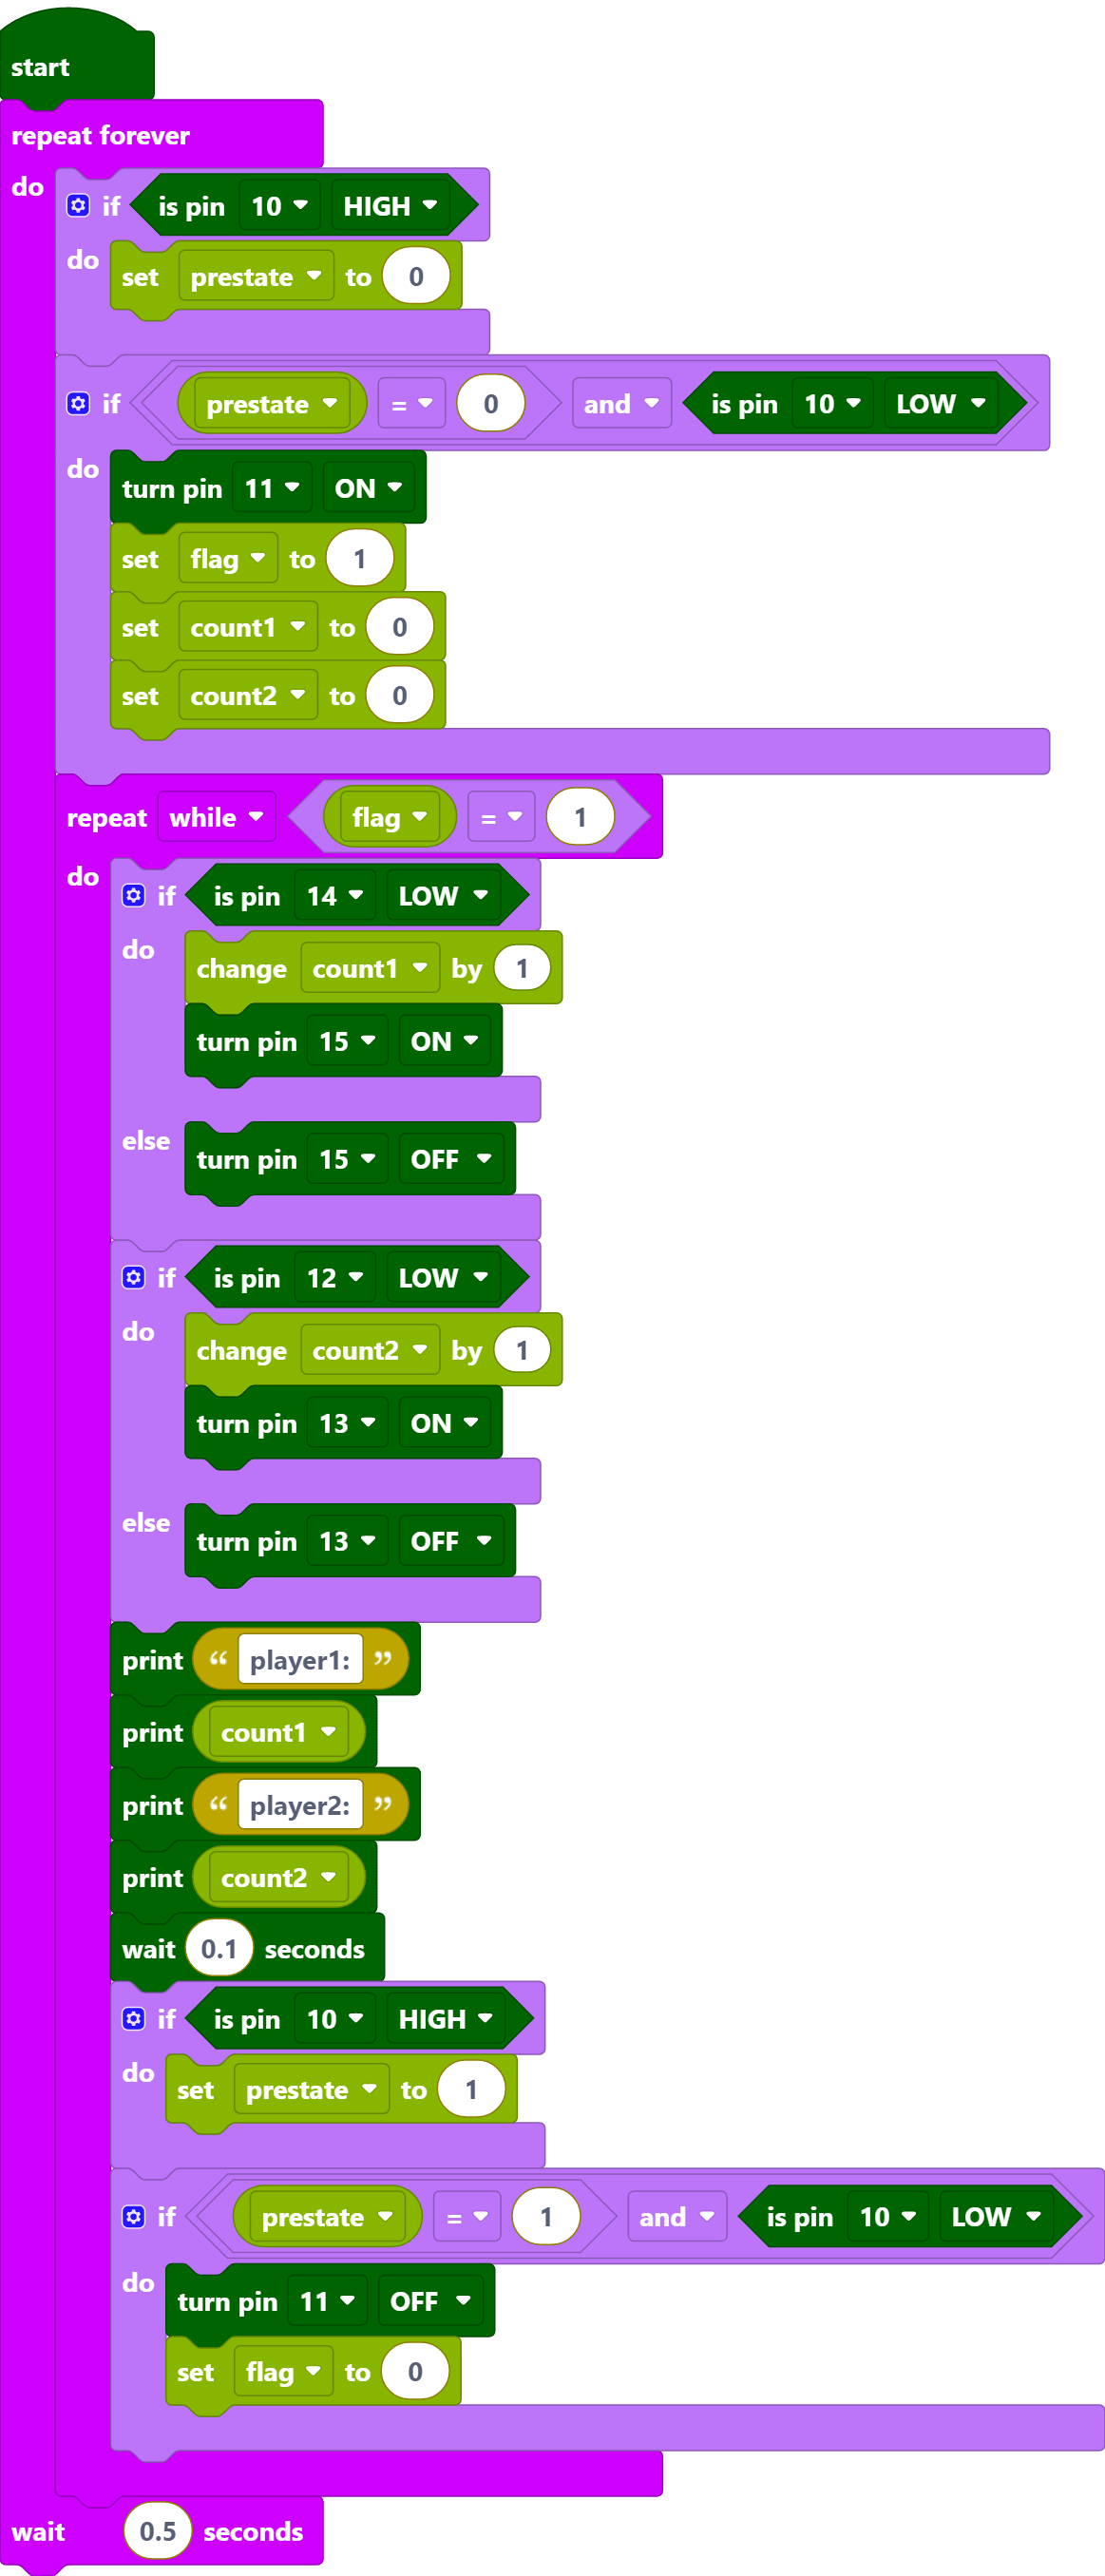 start
repeat forever
do if is pin 10 HIGH
do set prestate to 0
if prestate = 0 and is pin 10 LOW
do turn pin 11 ON
set flag to 1
set count1 to 0
set count2 to 0
repeat while flag = 1
do if is pin 14 LOW
do change count1 by 1
turn pin 15 ON
else turn pin 15 OFF
if is pin 12 LOW
do change count2 by 1
turn pin 13 ON
else turn pin 13 OFF
print “ player1: ”
print count1
print “ player2: ”
print count2
wait 0.1 seconds
if is pin 10 HIGH
do set prestate to 1
if prestate = 1 and is pin 10 LOW
do turn pin 11 OFF
set flag to 0
wait 0.5 seconds